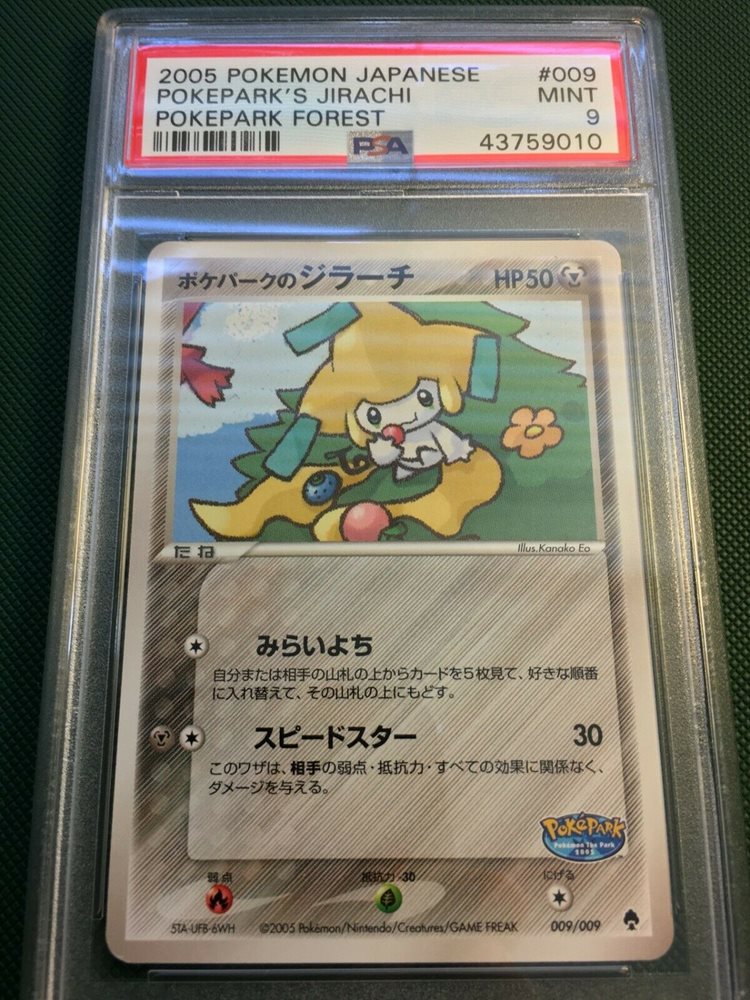 2005 POKEMON JAPANESE #009
POKEPARK'S JIRACHI MINT
POKEPARK FOREST 9
PSA 43759010
ポケパークのジラーチ HP50
たね Illus.Kanako Eo
みらいよち
自分または相手の山札の上からカードを5枚見て、好きな順番
に入れ替えて、その山札の上にもどす。
スピードスター 30
このワザは、相手の弱点・抵抗力・すべての効果に関係なく、
ダメージを与える。
POKéPARK
Pokémon The Park
2005
弱点 抵抗力 -30 にげる
5TA-UFB-6WH ©2005 Pokémon/Nintendo/Creatures/GAME FREAK 009/009